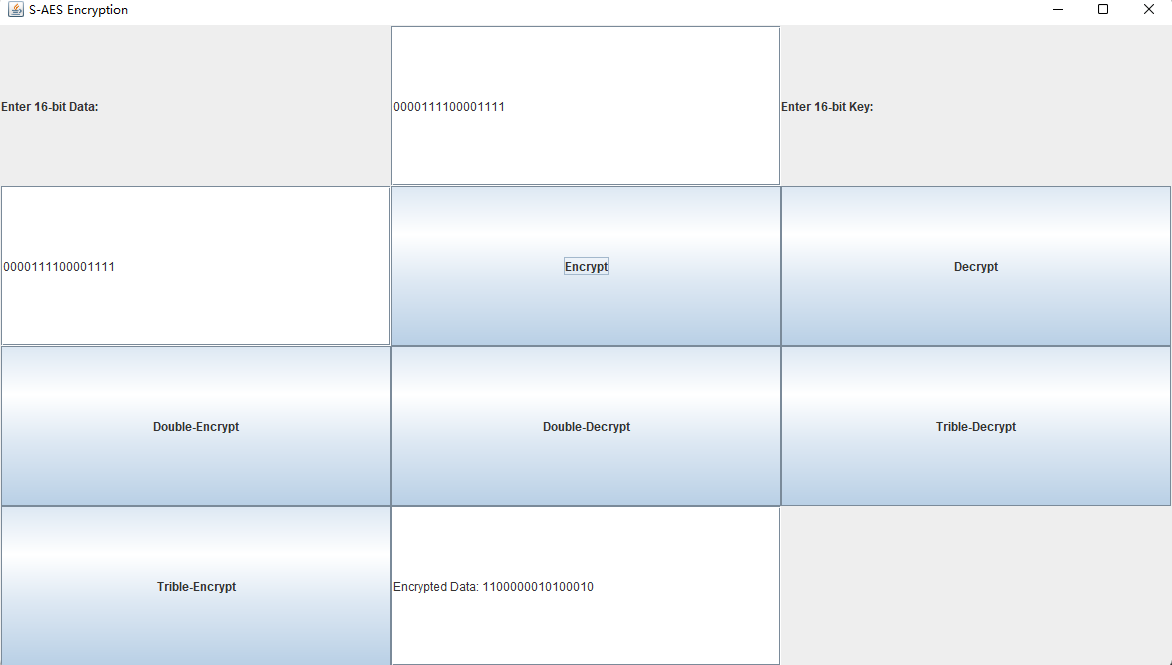 S-AES Encryption
Enter 16-bit Data:
0000111100001111
Enter 16-bit Key:
0000111100001111
Encrypt
Decrypt
Double-Encrypt
Double-Decrypt
Trible-Decrypt
Trible-Encrypt
Encrypted Data: 1100000010100010